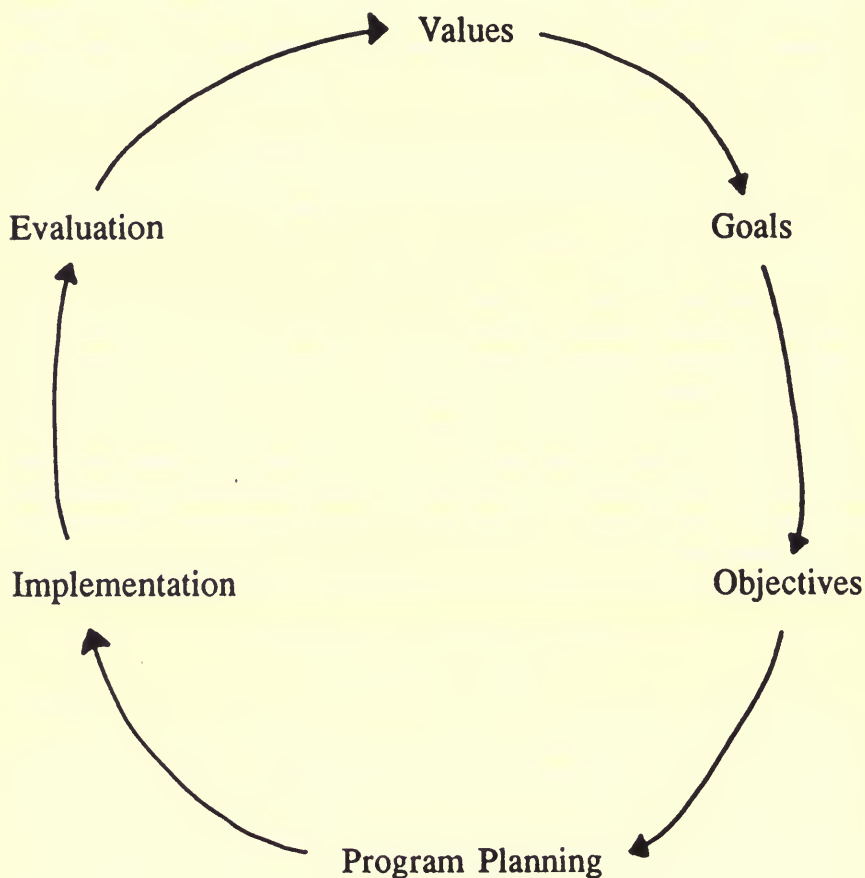 Values
Evaluation
Goals
Implementation
Objectives
Program Planning